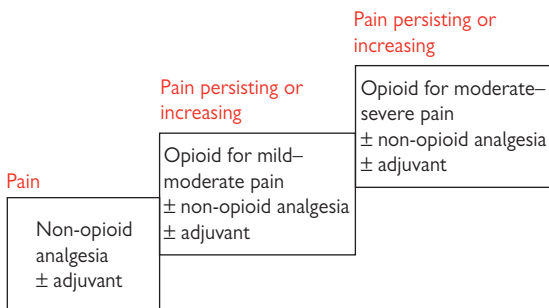 Pain
Non-opioid
analgesia
± adjuvant
Pain persisting or
increasing
Opioid for mild–
moderate pain
± non-opioid analgesia
± adjuvant
Pain persisting or
increasing
Opioid for moderate–
severe pain
± non-opioid analgesia
± adjuvant